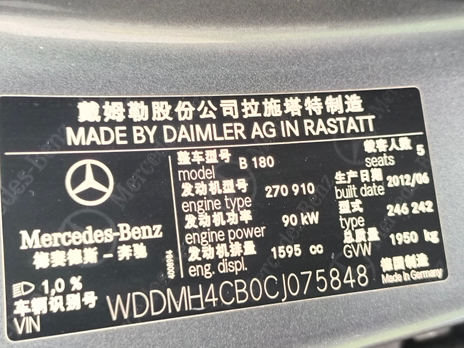 戴姆勒股份公司拉施塔特制造
MADE BY DAIMLER AG IN RASTATT
整车型号 B 180 载客人数 5
model seats
发动机型号 270 910 生产日期 2012/06
engine type built date
发动机功率 90 kW 型式 246 242
engine power type
发动机排量 1595 cc 总质量 1950 kg
eng. displ. GVW
Mercedes-Benz
梅赛德斯-奔驰
1,0 %
车辆识别号 WDDMH4CB0CJ075848
VIN
德国制造
Made in Germany